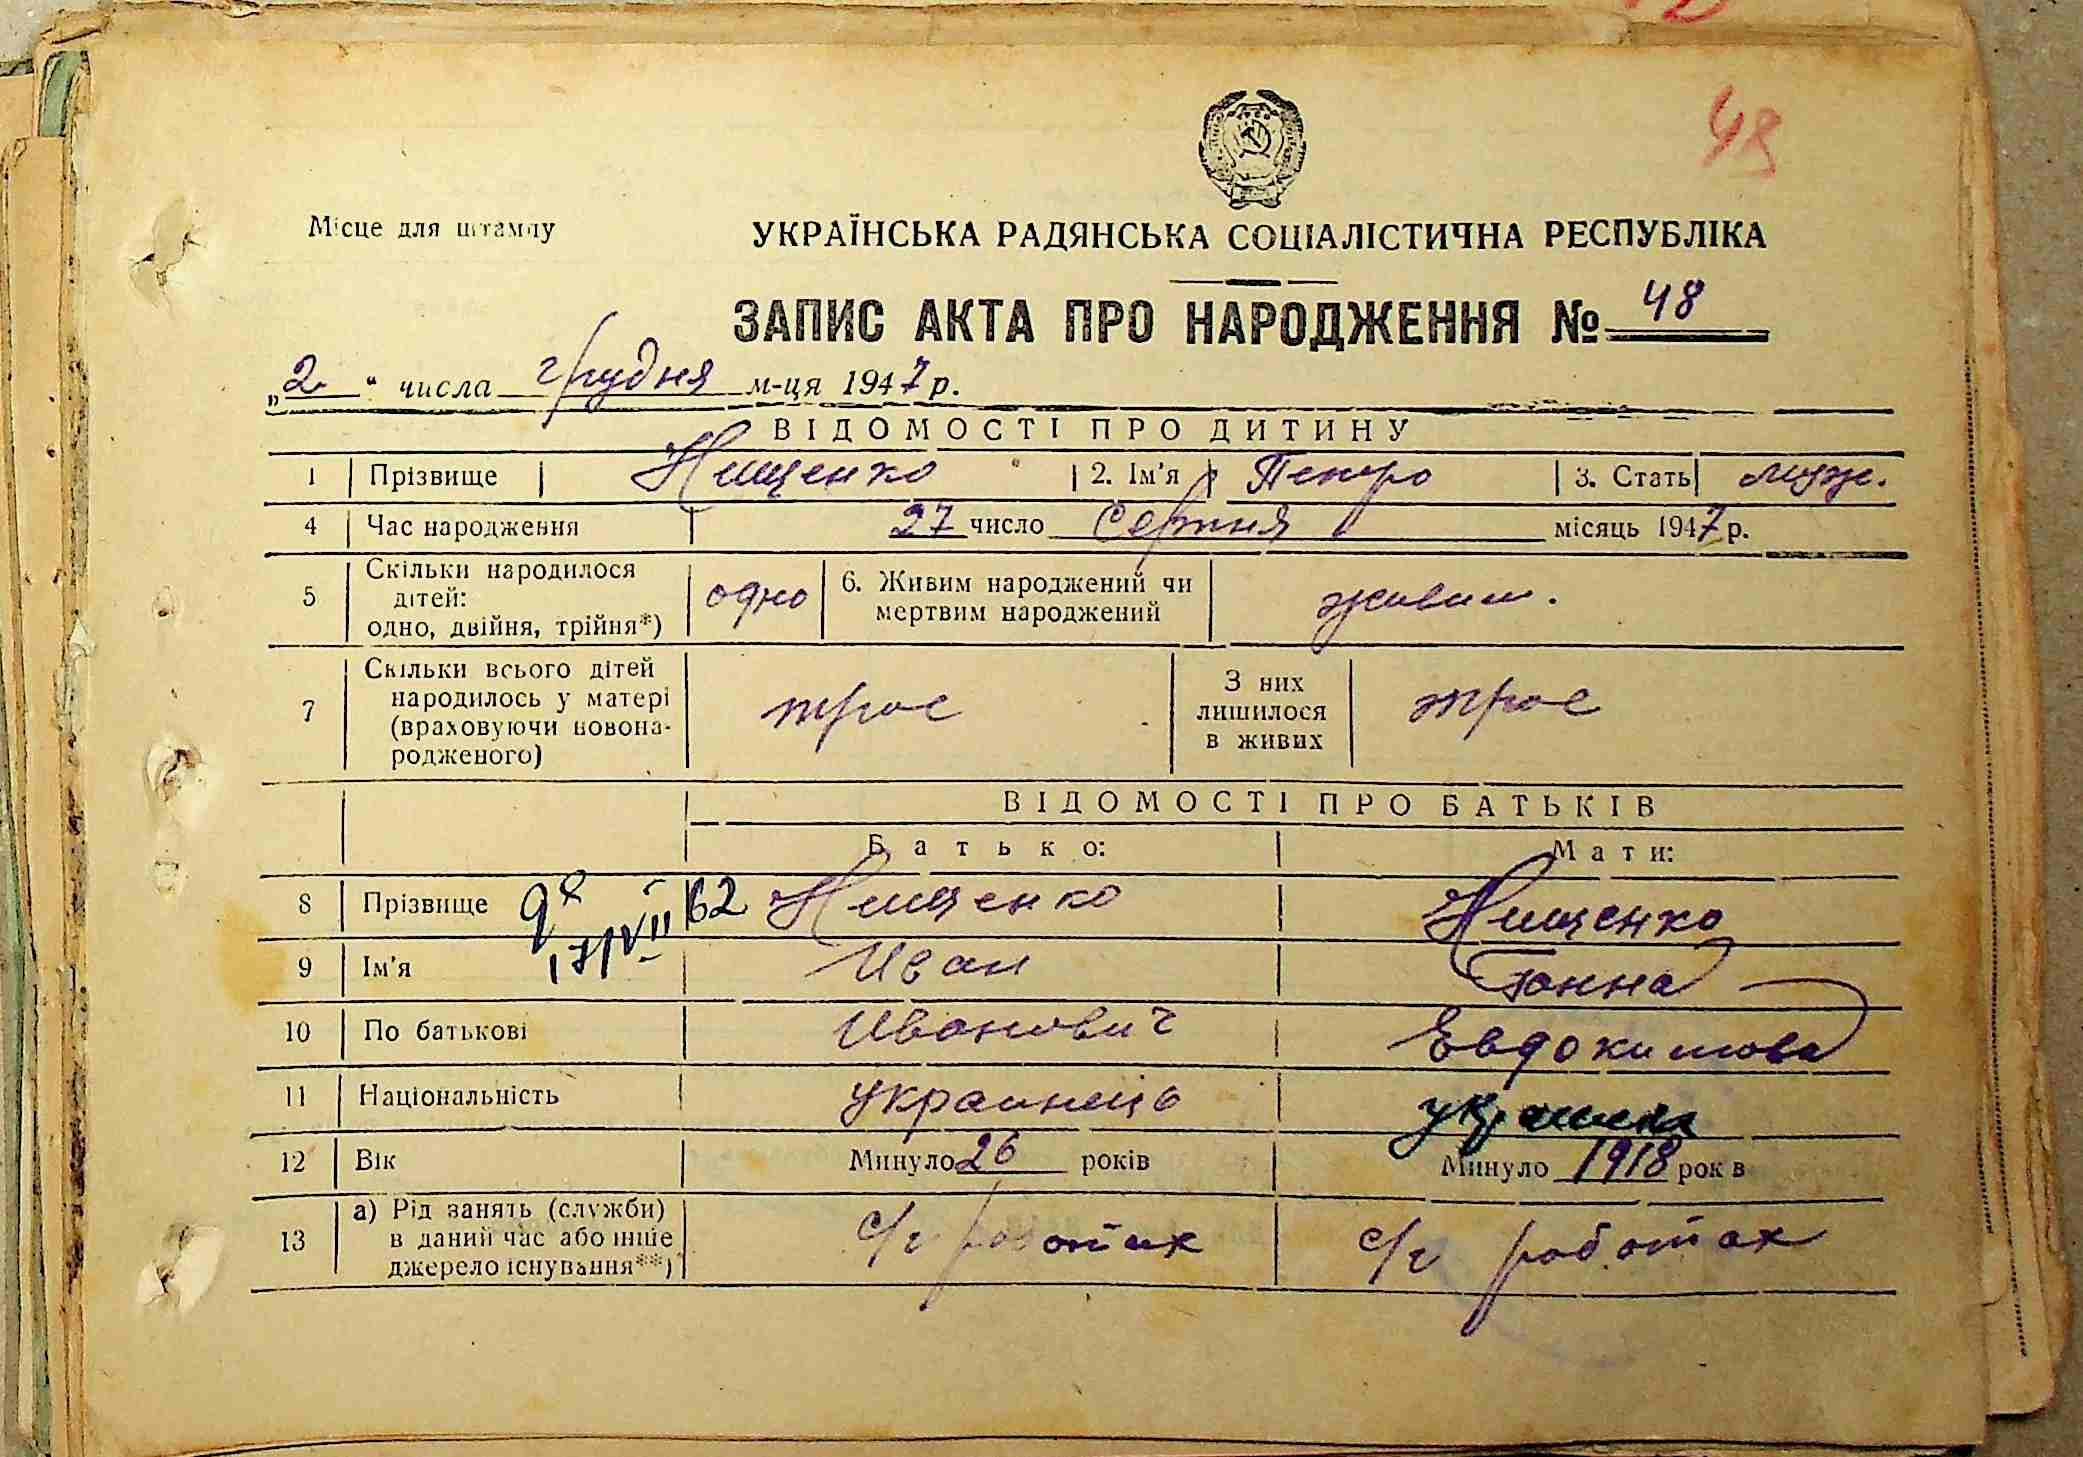 48
Місце для штампу
УКРАЇНСЬКА РАДЯНСЬКА СОЦІАЛІСТИЧНА РЕСПУБЛІКА
ЗАПИС АКТА ПРО НАРОДЖЕННЯ № 48
„2“ числа грудня м-ця 1947 р.
ВІДОМОСТІ ПРО ДИТИНУ
1 Прізвище Нищенко 2. Ім'я Петро 3. Стать муж.
4 Час народження 27 число Серпня місяць 1947 р.
5 Скільки народилося дітей: одно, двійня, трійня*) одно 6. Живим народжений чи мертвим народжений живим.
7 Скільки всього дітей народилось у матері (враховуючи новонародженого) трое З них лишилося в живих трое
ВІДОМОСТІ ПРО БАТЬКІВ
Батько: Мати:
8 Прізвище Нищенко Нищенко
9 Ім'я Иван Ганна
10 По батькові Иванович Евдокимова
11 Національність украинець
12 Вік Минуло 26 років Минуло 1918 років
13 а) Рід занять (служби) в даний час або інше джерело існування**) с/г роботах с/г роботах